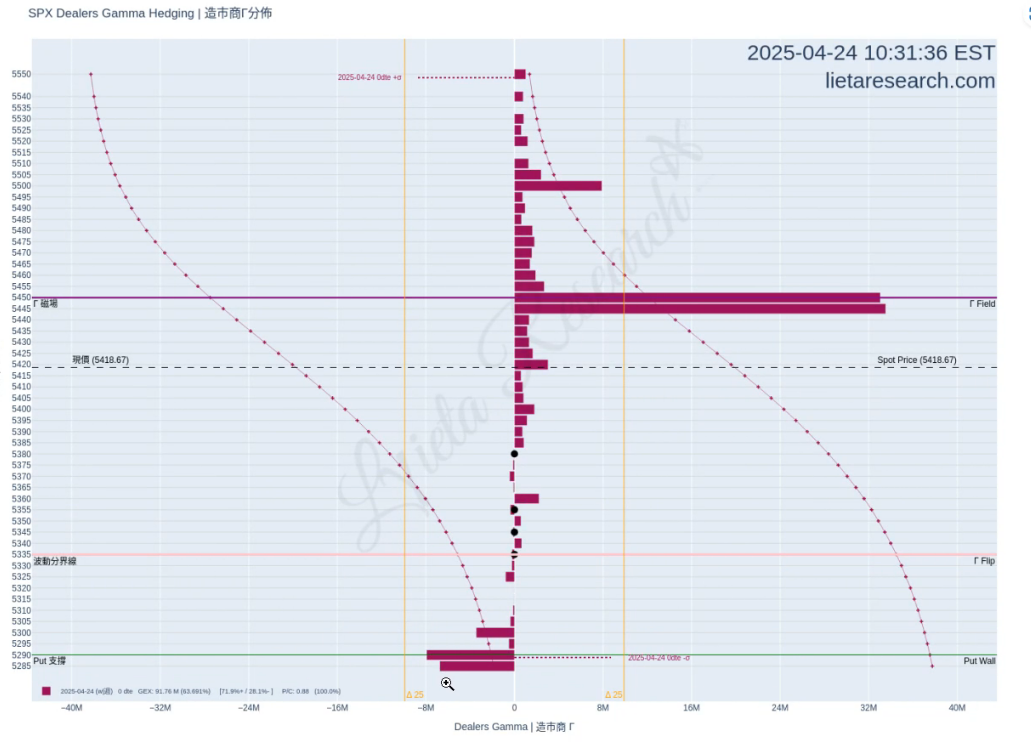 SPX Dealers Gamma Hedging | 造市商Γ分佈
2025-04-24 10:31:36 EST
lietaresearch.com
2025-04-24 0dte +σ
5550
5540
5535
5530
5525
5520
5515
5510
5505
5500
5495
5490
5485
5480
5475
5470
5465
5460
5455
5450
5445
5440
5435
5430
5425
5420
5415
5410
5405
5400
5395
5390
5385
5380
5375
5370
5365
5360
5355
5350
5345
5340
5335
5330
5325
5320
5315
5310
5305
5300
5295
5290
5285
Γ 磁場
Γ Field
現價 (5418.67)
Spot Price (5418.67)
Lieta Research
波動分界線
Γ Flip
Put 支撐
2025-04-24 0dte -σ
Put Wall
2025-04-24 (w週) 0 dte GEX: 91.76 M (63.691%) [71.9%+ / 28.1%- ] P/C: 0.88 (100.0%)
Δ 25
Δ 25
−40M −32M −24M −16M −8M 0 8M 16M 24M 32M 40M
Dealers Gamma | 造市商 Γ